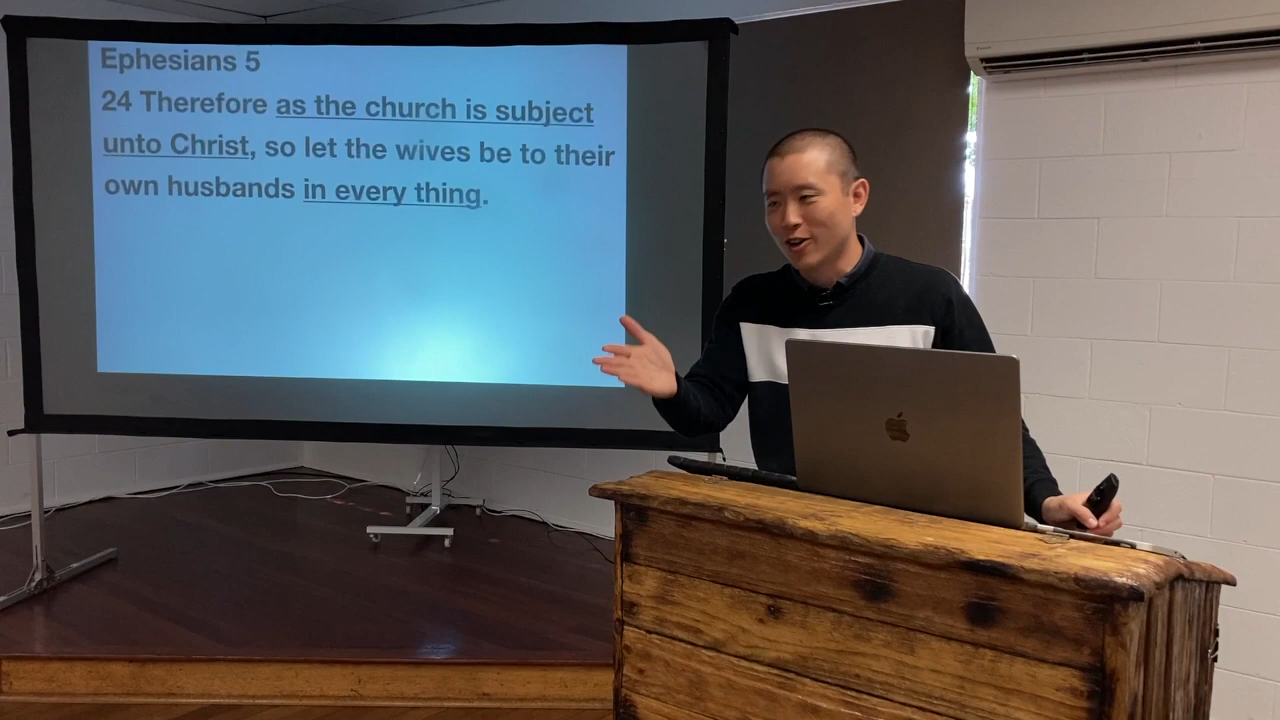 Ephesians 5
24 Therefore as the church is subject
unto Christ, so let the wives be to their
own husbands in every thing.